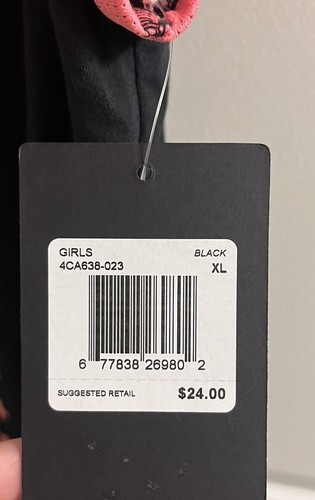 GIRLS BLACK
4CA638-023 XL
6 77838 26980 2
SUGGESTED RETAIL $24.00